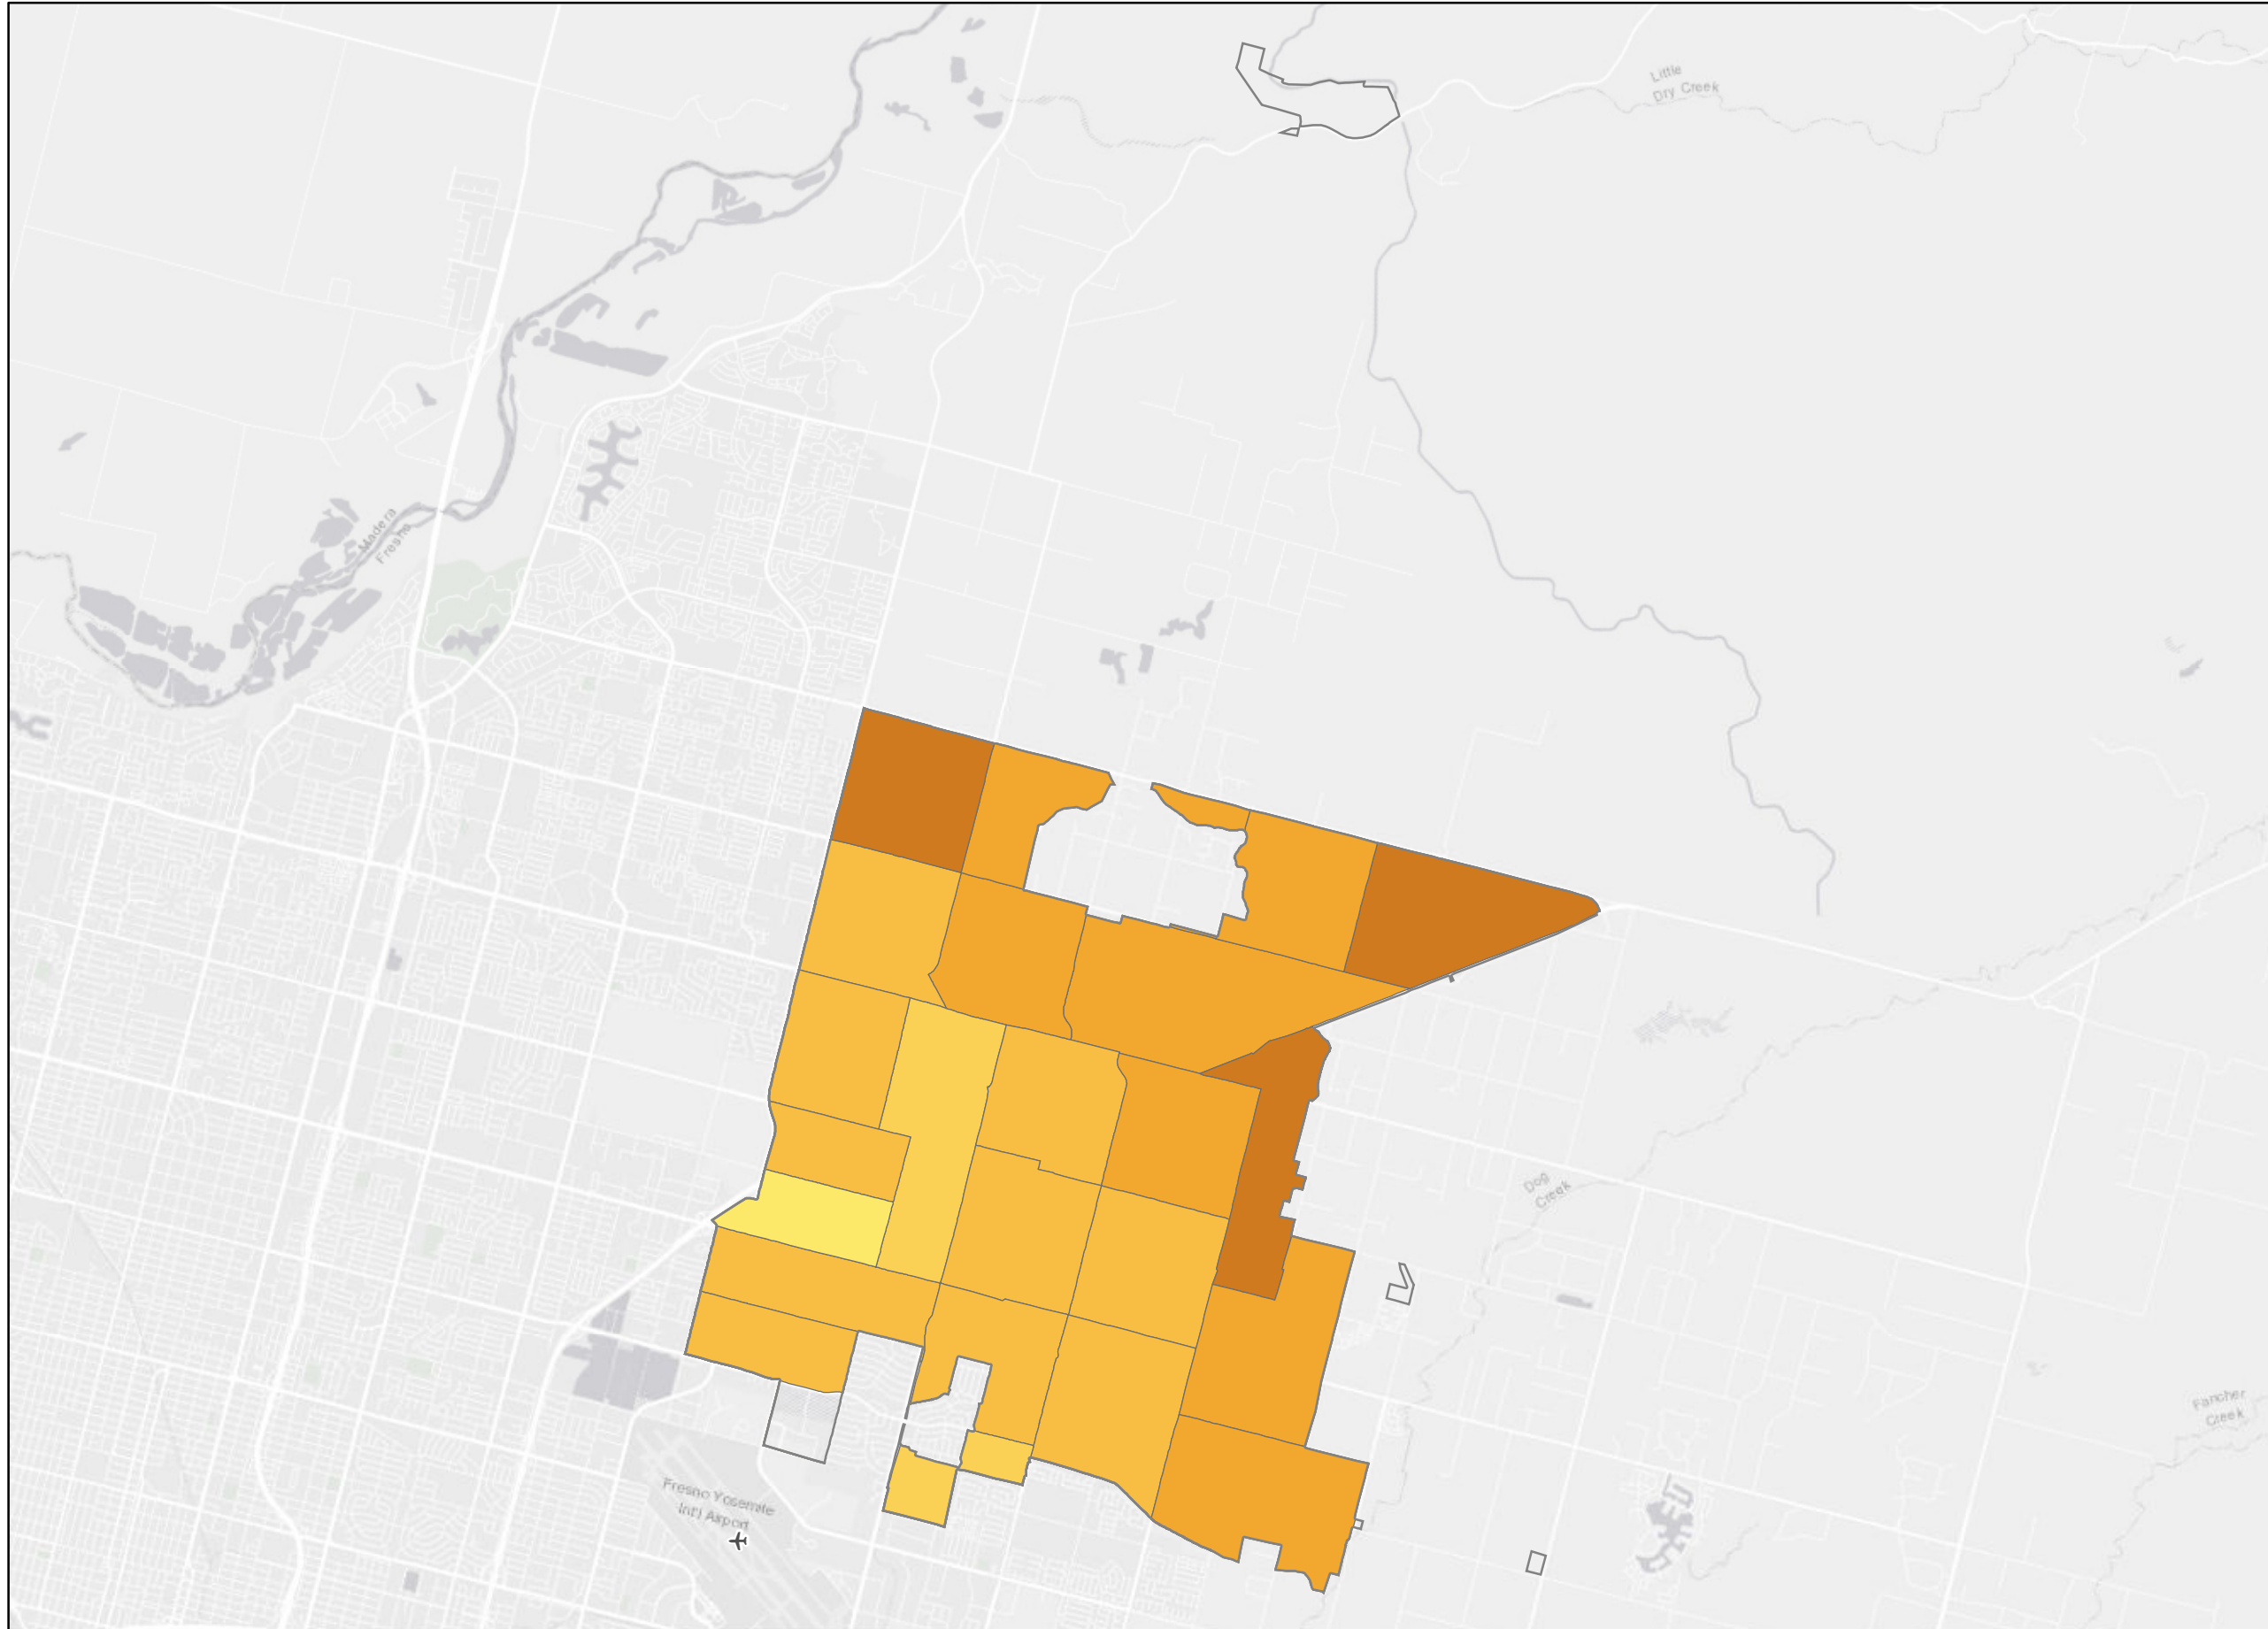 Little
Dry Creek
Madera
Fresno
Dog
Creek
Fancher
Creek
Fresno Yosemite
Int'l Airport